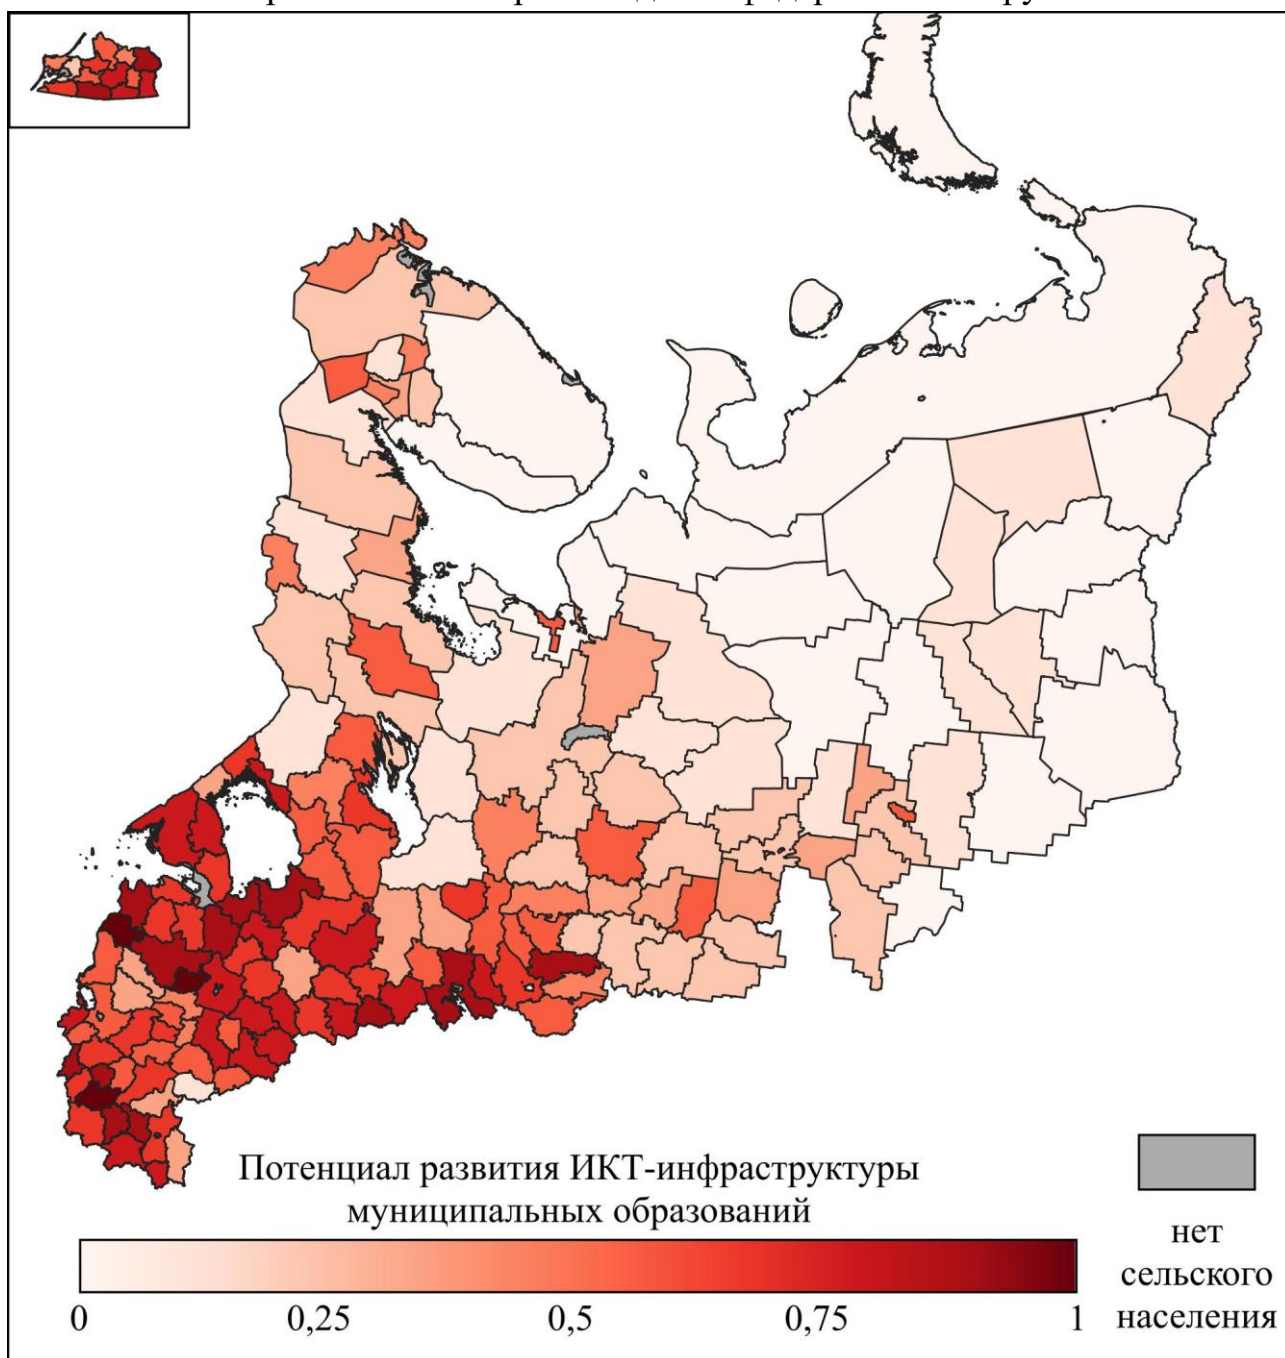 Потенциал развития ИКТ-инфраструктуры
муниципальных образований
0
0,25
0,5
0,75
1
нет
сельского
населения